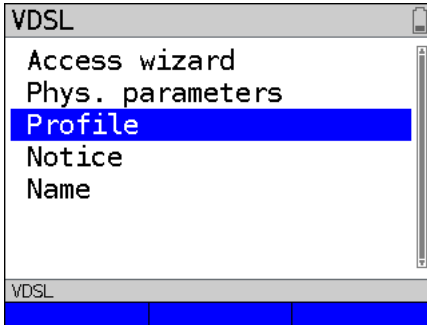 VDSL
Access wizard
Phys. parameters
Profile
Notice
Name
VDSL